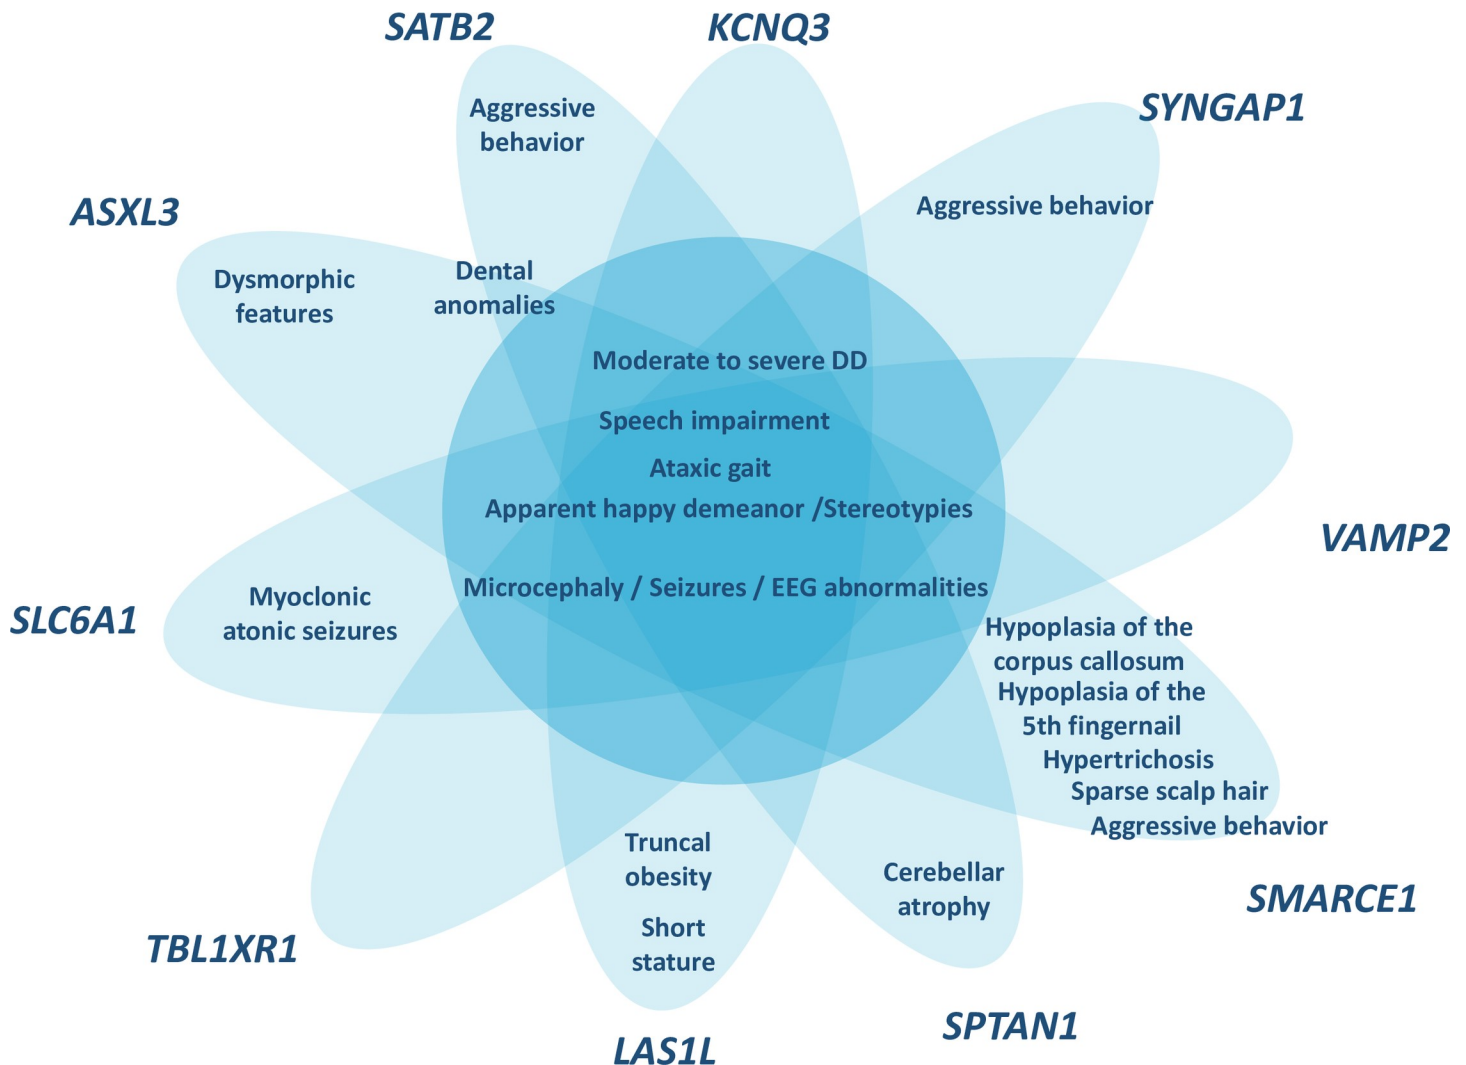 SATB2
KCNQ3
SYNGAP1
ASXL3
Aggressive
behavior
Aggressive behavior
Dysmorphic
features
Dental
anomalies
Moderate to severe DD
Speech impairment
Ataxic gait
Apparent happy demeanor /Stereotypies
Microcephaly / Seizures / EEG abnormalities
VAMP2
SLC6A1
Myoclonic
atonic seizures
Hypoplasia of the
corpus callosum
Hypoplasia of the
5th fingernail
Hypertrichosis
Sparse scalp hair
Aggressive behavior
SMARCE1
Truncal
obesity
Short
stature
Cerebellar
atrophy
TBL1XR1
LAS1L
SPTAN1